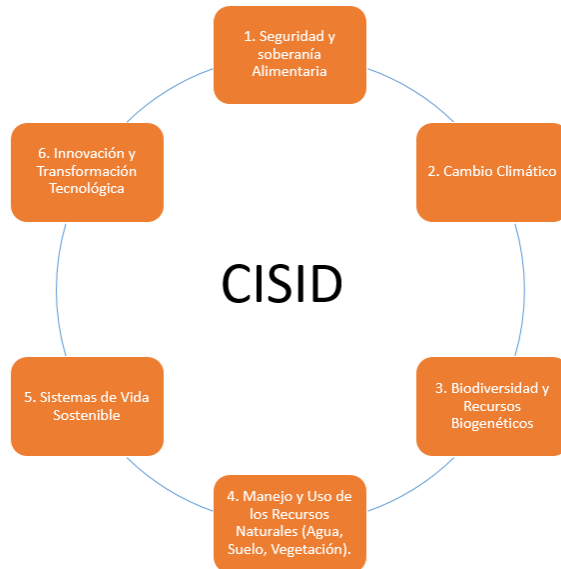 1. Seguridad y
soberanía
Alimentaria
2. Cambio Climático
3. Biodiversidad y
Recursos
Biogenéticos
4. Manejo y Uso de
los Recursos
Naturales (Agua,
Suelo, Vegetación).
5. Sistemas de Vida
Sostenible
6. Innovación y
Transformación
Tecnológica
CISID